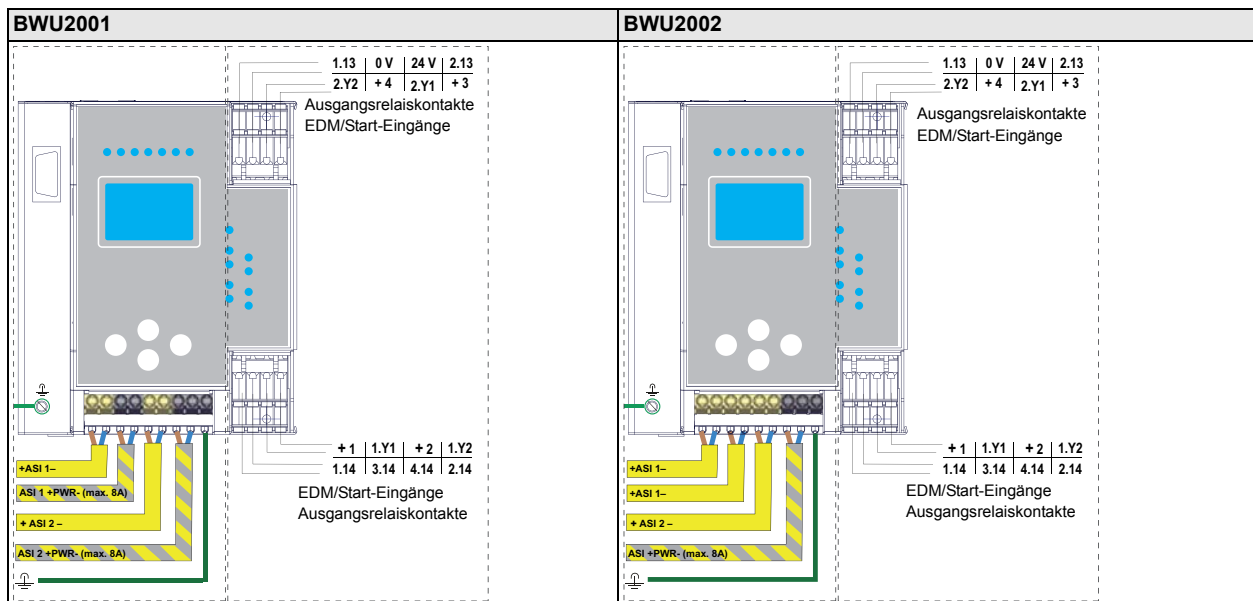 BWU2001
1.13 0 V 24 V 2.13
2.Y2 + 4 2.Y1 + 3
Ausgangsrelaiskontakte
EDM/Start-Eingänge
+ 1 1.Y1 + 2 1.Y2
1.14 3.14 4.14 2.14
EDM/Start-Eingänge
Ausgangsrelaiskontakte
+ASI 1–
ASI 1 +PWR- (max. 8A)
+ ASI 2 –
ASI 2 +PWR- (max. 8A)
BWU2002
1.13 0 V 24 V 2.13
2.Y2 + 4 2.Y1 + 3
Ausgangsrelaiskontakte
EDM/Start-Eingänge
+ 1 1.Y1 + 2 1.Y2
1.14 3.14 4.14 2.14
EDM/Start-Eingänge
Ausgangsrelaiskontakte
+ASI 1–
+ASI 1–
+ ASI 2 –
ASI +PWR- (max. 8A)